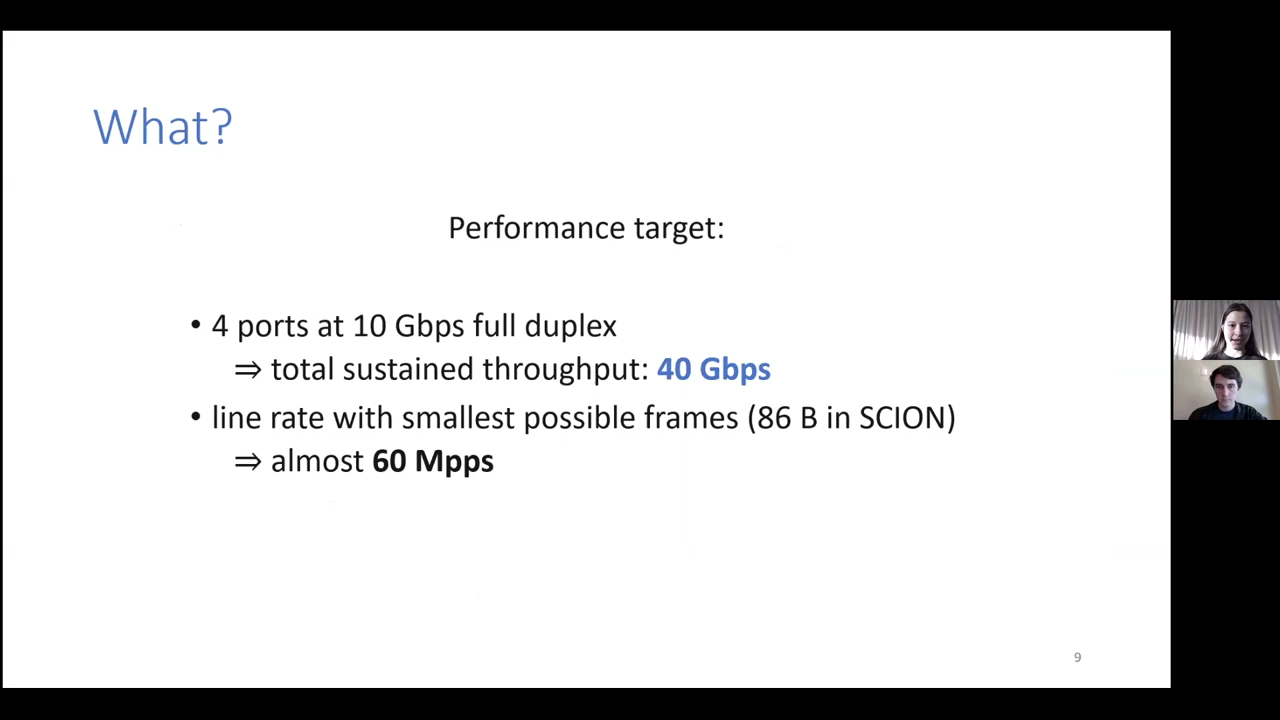 What?
Performance target:
• 4 ports at 10 Gbps full duplex
⇒ total sustained throughput: 40 Gbps
• line rate with smallest possible frames (86 B in SCION)
⇒ almost 60 Mpps
9